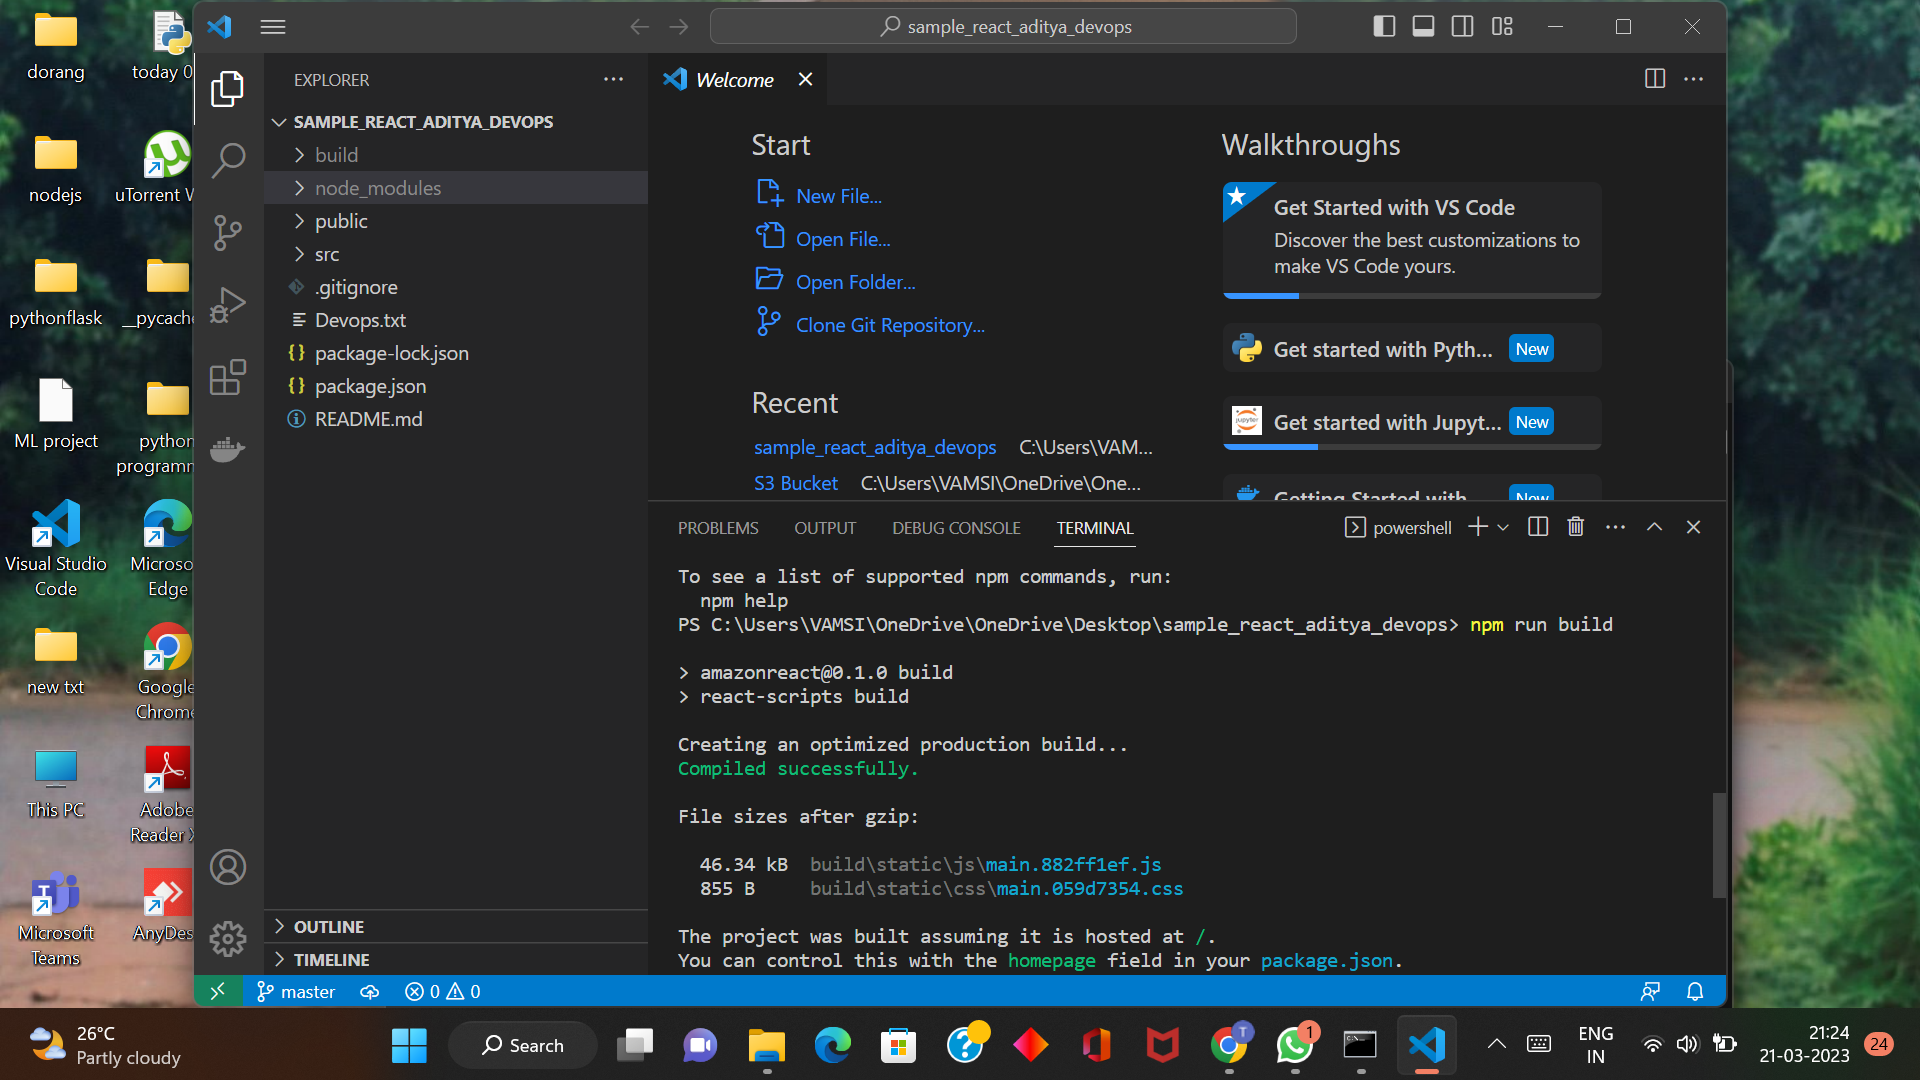 dorang
today 0
nodejs
uTorrent W
pythonflask
__pycache
ML project
python
programm
Visual Studio
Code
Microso
Edge
new txt
Google
Chrome
This PC
Adobe
Reader X
Microsoft
Teams
AnyDes
sample_react_aditya_devops
EXPLORER
SAMPLE_REACT_ADITYA_DEVOPS
build
node_modules
public
src
.gitignore
Devops.txt
package-lock.json
package.json
README.md
OUTLINE
TIMELINE
Welcome
Start
New File...
Open File...
Open Folder...
Clone Git Repository...
Recent
sample_react_aditya_devops C:\Users\VAM...
S3 Bucket C:\Users\VAMSI\OneDrive\One...
Walkthroughs
Get Started with VS Code
Discover the best customizations to
make VS Code yours.
Get started with Pyth... New
Get started with Jupyt... New
Getting Started with New
PROBLEMS OUTPUT DEBUG CONSOLE TERMINAL
powershell
To see a list of supported npm commands, run:
npm help
PS C:\Users\VAMSI\OneDrive\OneDrive\Desktop\sample_react_aditya_devops> npm run build
> amazonreact@0.1.0 build
> react-scripts build
Creating an optimized production build...
Compiled successfully.
File sizes after gzip:
46.34 kB build\static\js\main.882ff1ef.js
855 B build\static\css\main.059d7354.css
The project was built assuming it is hosted at /.
You can control this with the homepage field in your package.json.
master 0 0
26°C
Partly cloudy
Search
T
1
ENG
IN
21:24
21-03-2023
24